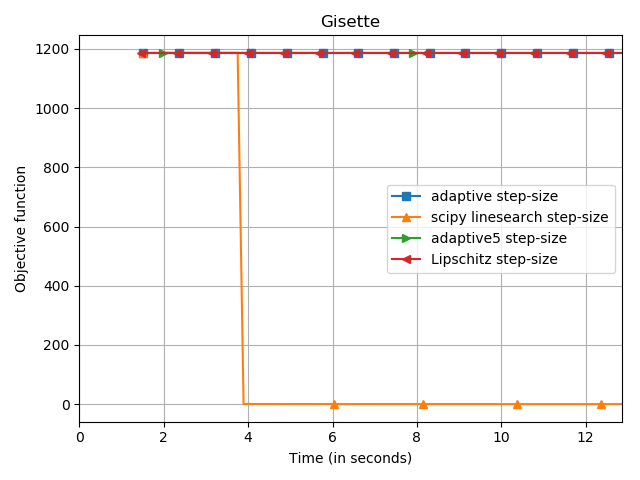 Gisette
1200
1000
800
600
400
200
0
Objective function
adaptive step-size
scipy linesearch step-size
adaptive5 step-size
Lipschitz step-size
0 2 4 6 8 10 12
Time (in seconds)